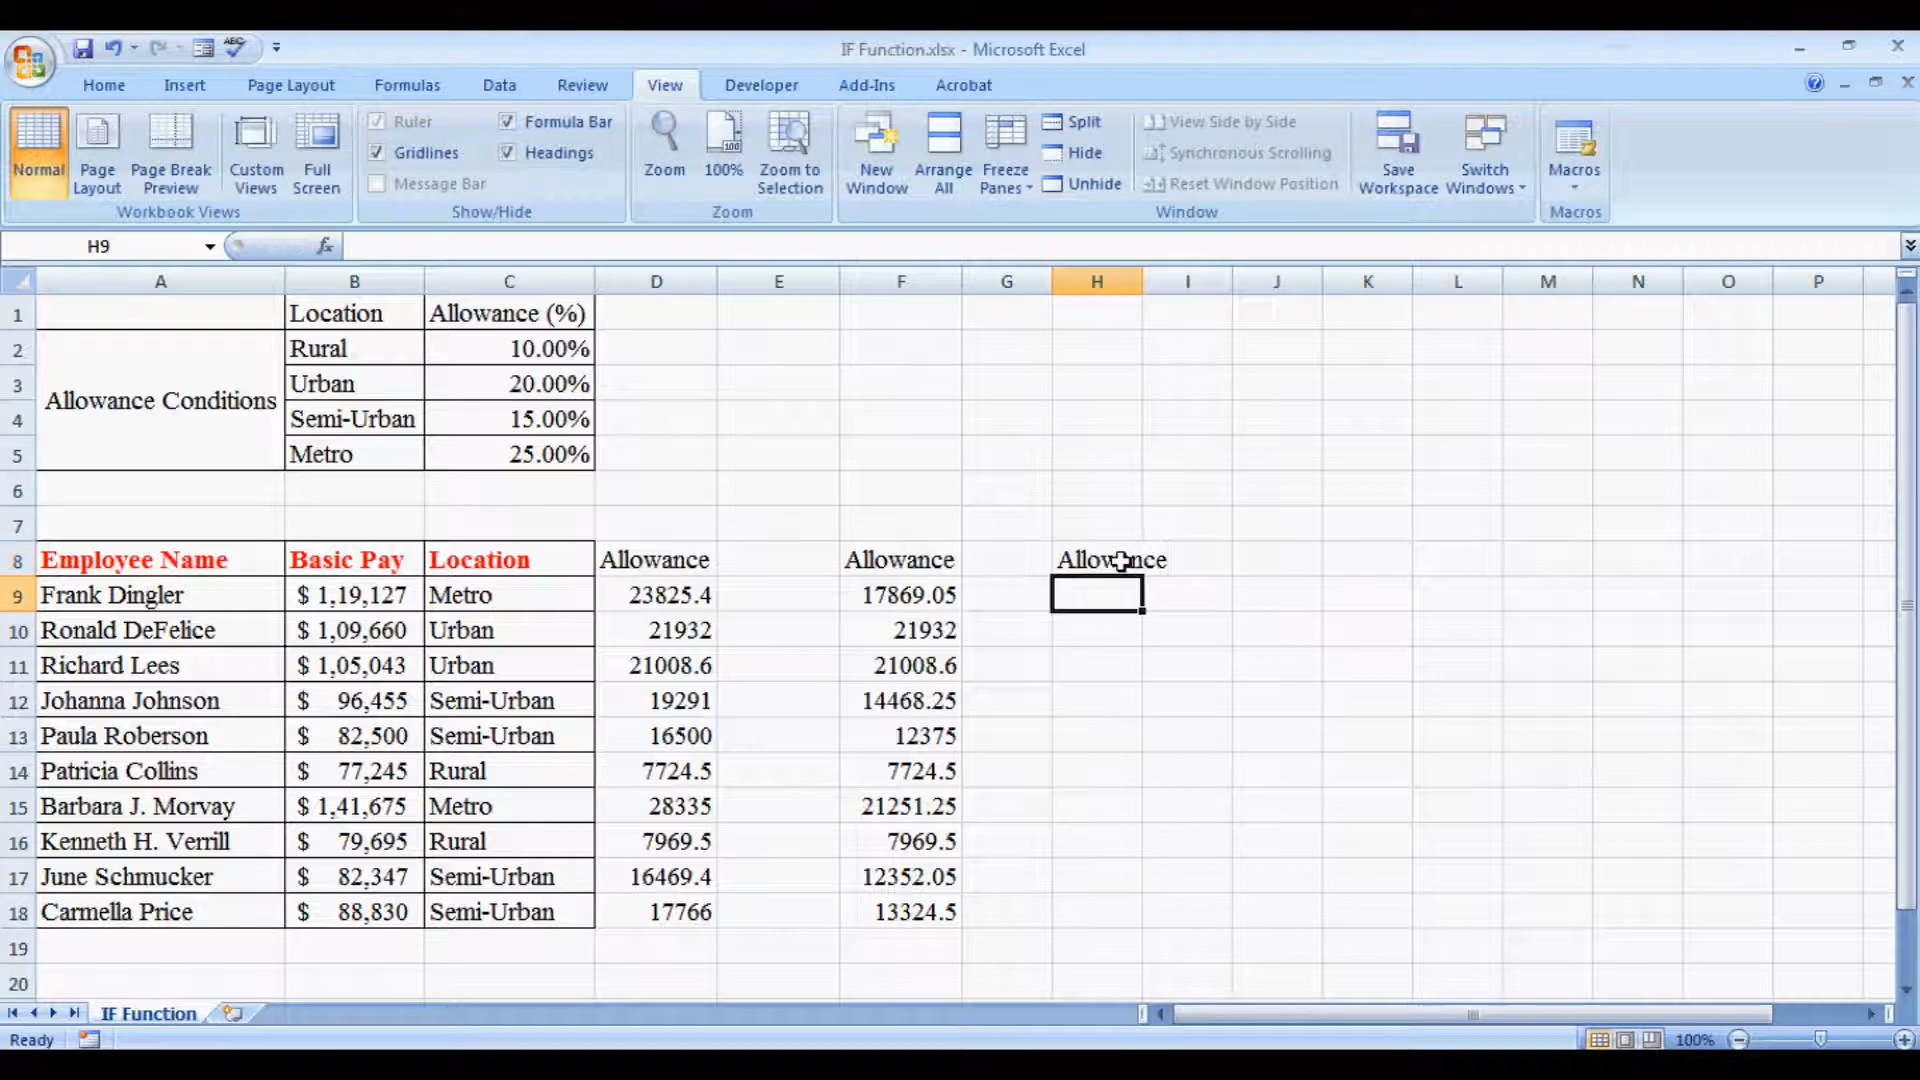 IF Function.xlsx - Microsoft Excel
ABC
Home Insert Page Layout Formulas Data Review View Developer Add-Ins Acrobat
Normal
Page Layout
Page Break Preview
Custom Views
Full Screen
Workbook Views
Ruler
Formula Bar
Gridlines
Headings
Message Bar
Show/Hide
Zoom
100%
Zoom to Selection
Zoom
New Window
Arrange All
Freeze Panes
Split
Hide
Unhide
View Side by Side
Synchronous Scrolling
Reset Window Position
Window
Save Workspace
Switch Windows
Macros
Macros
H9 fx
A B C D E F G H I J K L M N O P
1 Location Allowance (%)
2 Rural 10.00%
3 Urban 20.00%
Allowance Conditions
4 Semi-Urban 15.00%
5 Metro 25.00%
6
7
8 Employee Name Basic Pay Location Allowance Allowance Allowance
9 Frank Dingler $ 1,19,127 Metro 23825.4 17869.05
10 Ronald DeFelice $ 1,09,660 Urban 21932 21932
11 Richard Lees $ 1,05,043 Urban 21008.6 21008.6
12 Johanna Johnson $ 96,455 Semi-Urban 19291 14468.25
13 Paula Roberson $ 82,500 Semi-Urban 16500 12375
14 Patricia Collins $ 77,245 Rural 7724.5 7724.5
15 Barbara J. Morvay $ 1,41,675 Metro 28335 21251.25
16 Kenneth H. Verrill $ 79,695 Rural 7969.5 7969.5
17 June Schmucker $ 82,347 Semi-Urban 16469.4 12352.05
18 Carmella Price $ 88,830 Semi-Urban 17766 13324.5
19
20
IF Function
Ready 100%